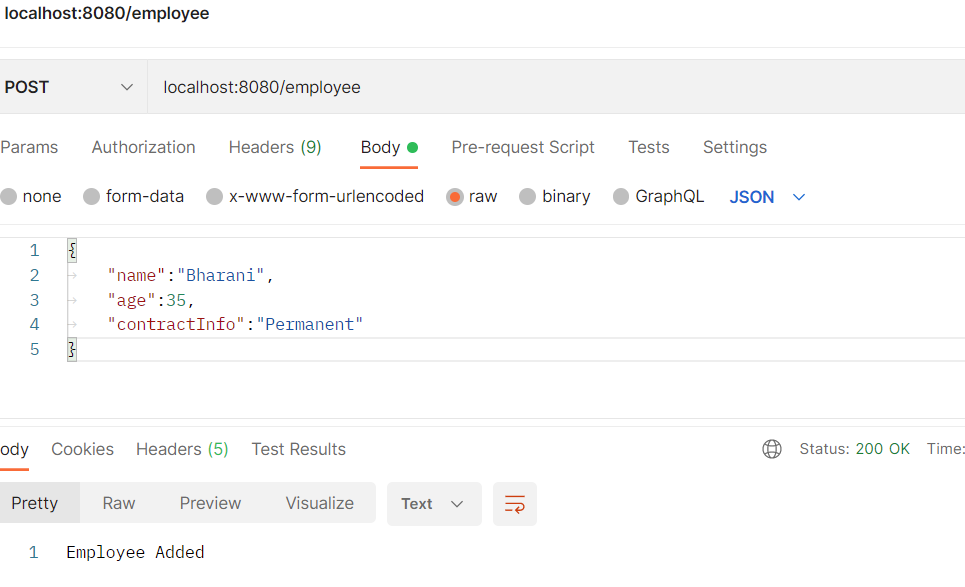 localhost:8080/employee
POST localhost:8080/employee
Params Authorization Headers (9) Body Pre-request Script Tests Settings
none form-data x-www-form-urlencoded raw binary GraphQL JSON
1 {
2 "name":"Bharani",
3 "age":35,
4 "contractInfo":"Permanent"
5 }
ody Cookies Headers (5) Test Results Status: 200 OK Time:
Pretty Raw Preview Visualize Text
1 Employee Added